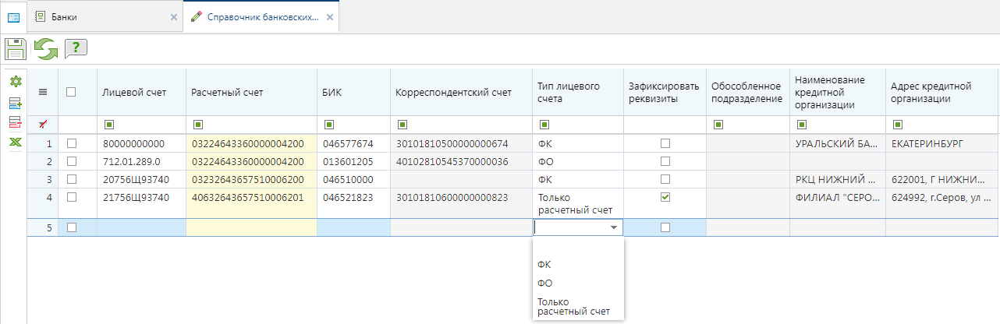 Банки
Справочник банковских...
?
Лицевой счет
Расчетный счет
БИК
Корреспондентский счет
Тип лицевого
счета
Зафиксировать
реквизиты
Обособленное
подразделение
Наименование
кредитной
организации
Адрес кредитной
организации
1 80000000000 03224643360000004200 046577674 30101810500000000674 ФК УРАЛЬСКИЙ БА... ЕКАТЕРИНБУРГ
2 712.01.289.0 03224643360000004200 013601205 40102810545370000036 ФО
3 20756Щ93740 03232643657510006200 046510000 ФК РКЦ НИЖНИЙ ... 622001, Г НИЖНИ...
4 21756Щ93740 40632643657510006201 046521823 30101810600000000823 Только
расчетный счет
ФИЛИАЛ "СЕРО... 624992, г.Серов, ул ...
5
ФК
ФО
Только
расчетный счет